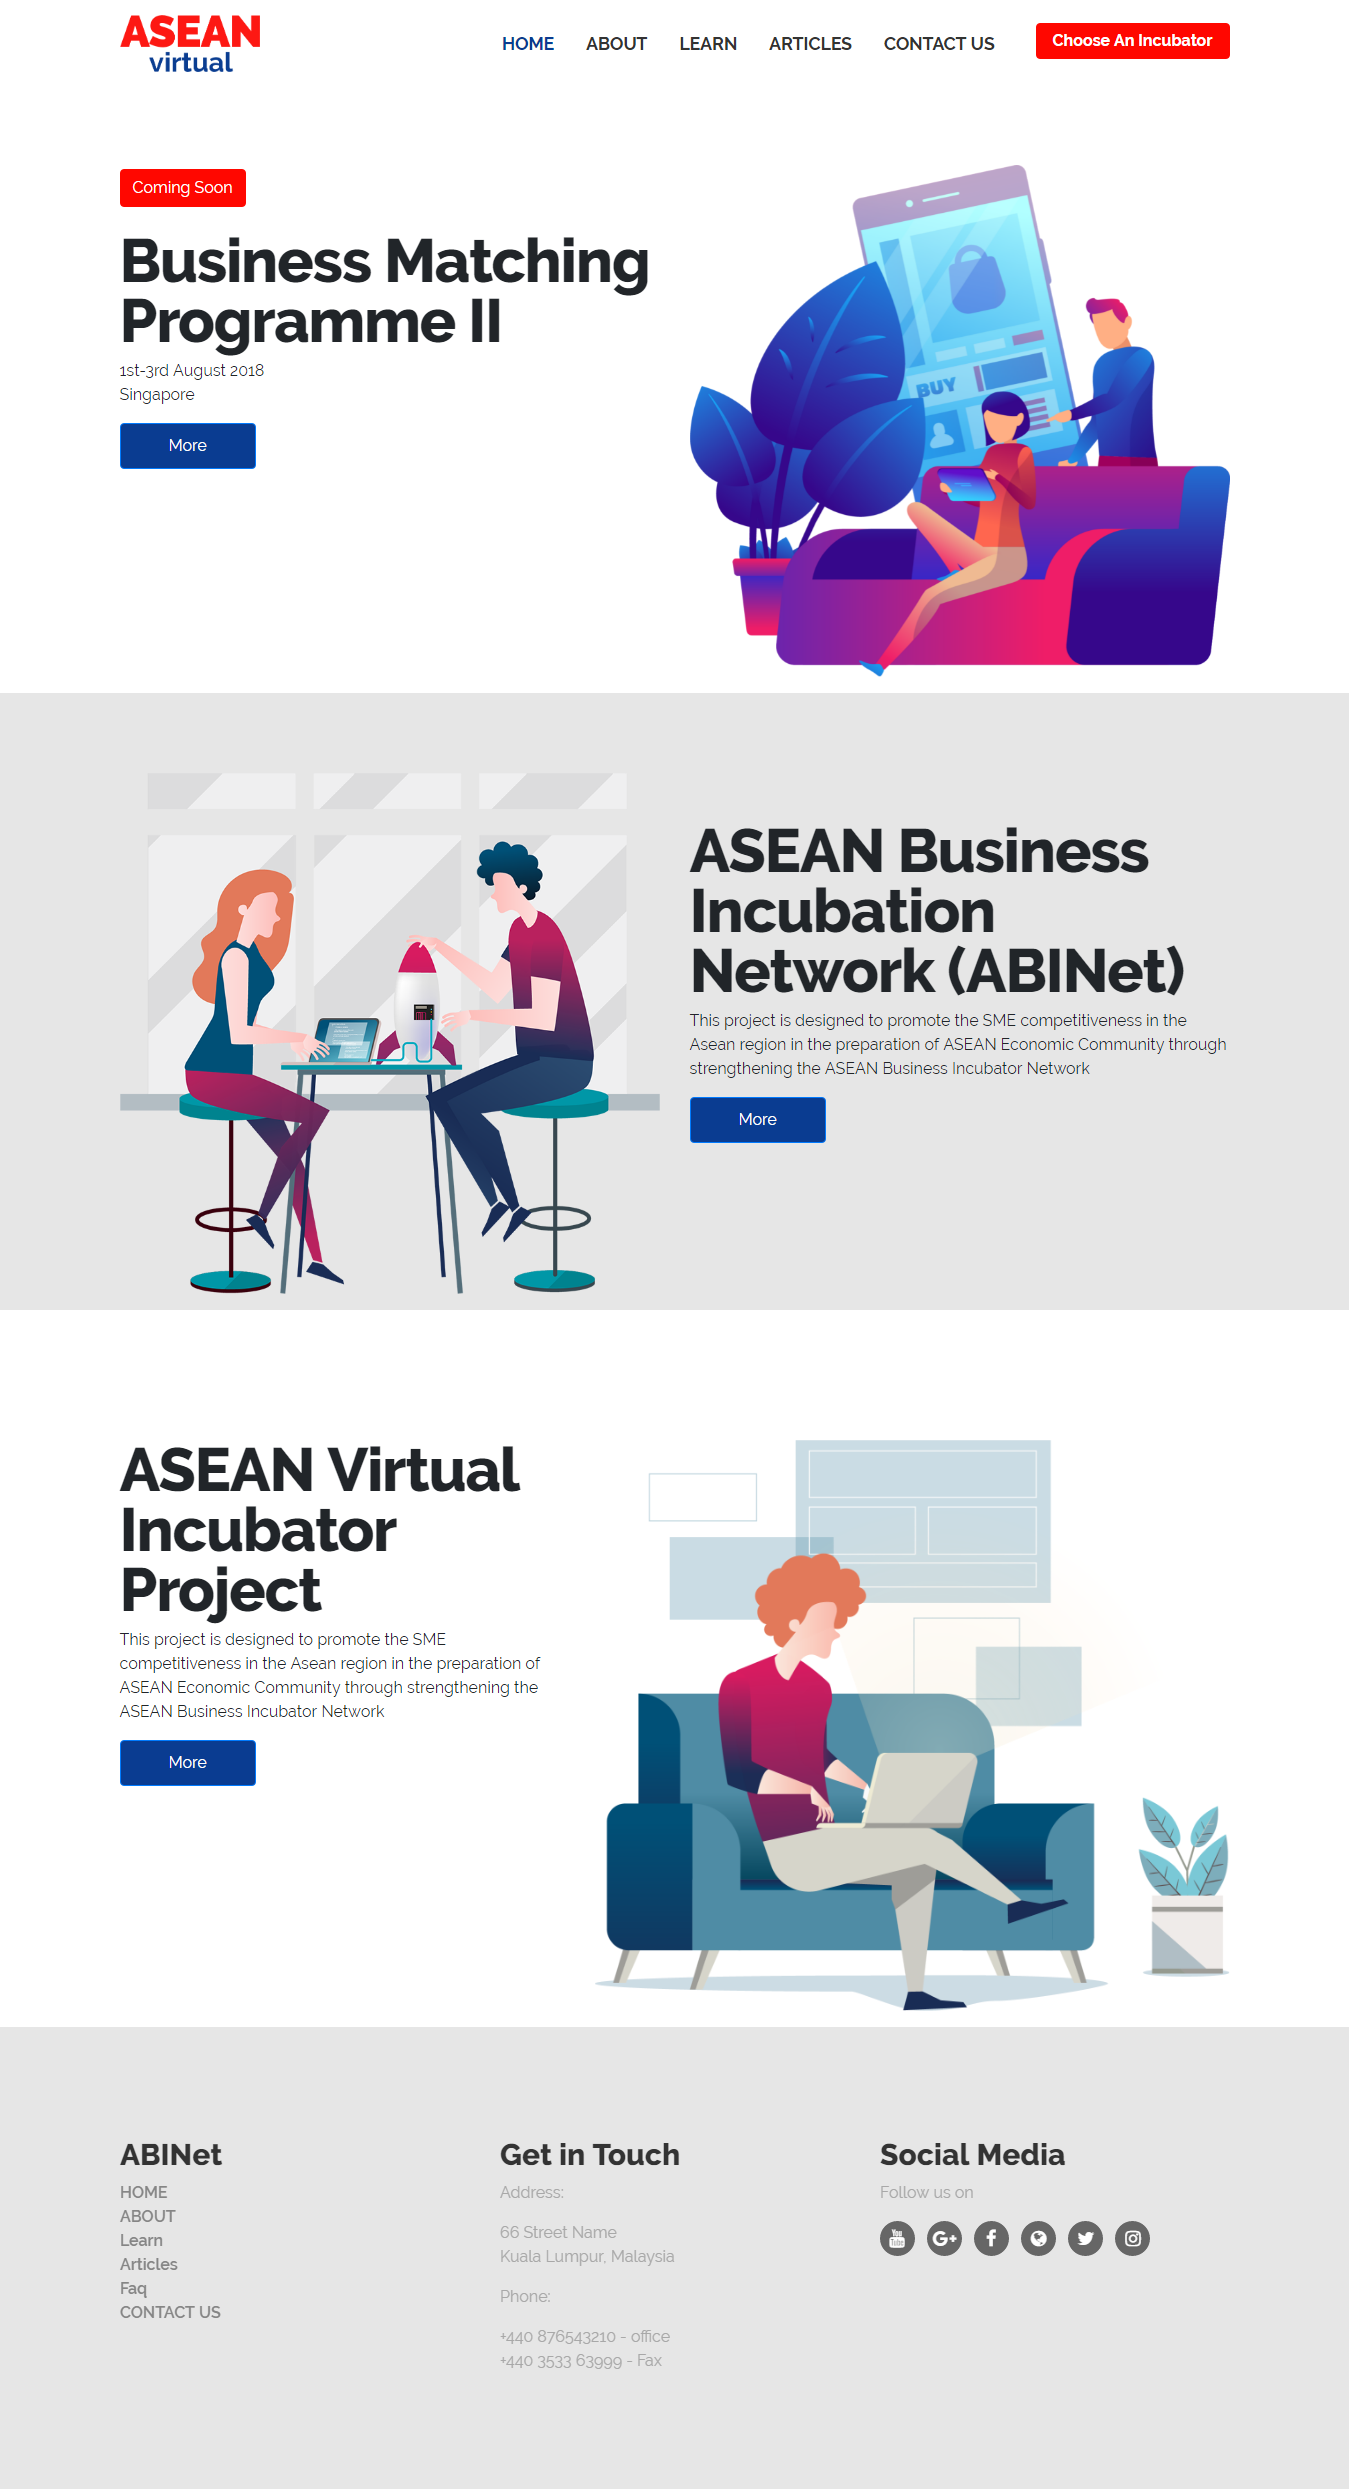 ASEAN
virtual
HOME
ABOUT
LEARN
ARTICLES
CONTACT US
Choose An Incubator
Coming Soon
Business Matching
Programme II
1st-3rd August 2018
Singapore
More
BUY
ASEAN Business
Incubation
Network (ABINet)
This project is designed to promote the SME competitiveness in the
Asean region in the preparation of ASEAN Economic Community through
strengthening the ASEAN Business Incubator Network
More
ASEAN Virtual
Incubator
Project
This project is designed to promote the SME
competitiveness in the Asean region in the preparation of
ASEAN Economic Community through strengthening the
ASEAN Business Incubator Network
More
ABINet
HOME
ABOUT
Learn
Articles
Faq
CONTACT US
Get in Touch
Address:
66 Street Name
Kuala Lumpur, Malaysia
Phone:
+440 876543210 - office
+440 3533 63999 - Fax
Social Media
Follow us on
You
Tube
G+
f